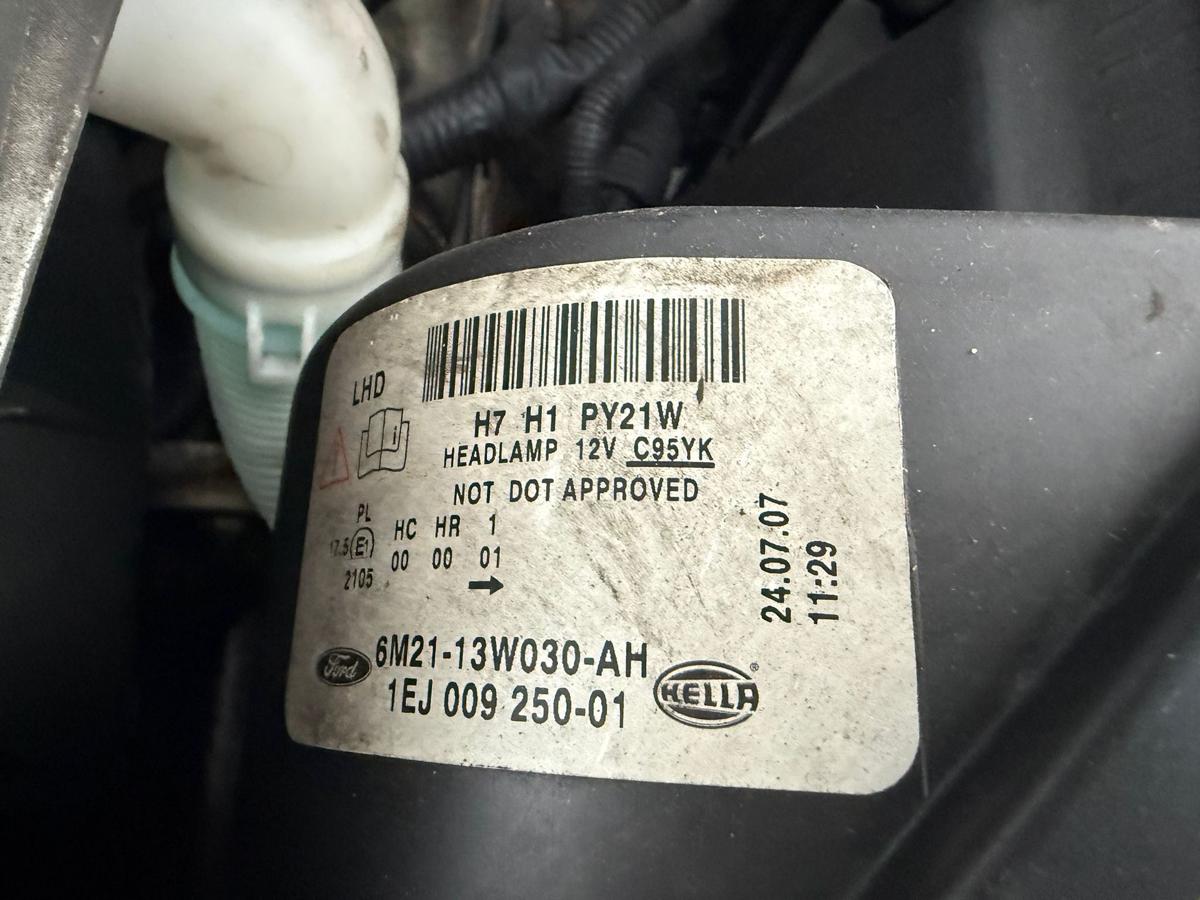 LHD
H7 H1 PY21W
HEADLAMP 12V C95YK
NOT DOT APPROVED
PL HC HR 1
17.5 E1 00 00 01
2105
24.07.07
11:29
Ford 6M21-13W030-AH
1EJ 009 250-01 HELLA®